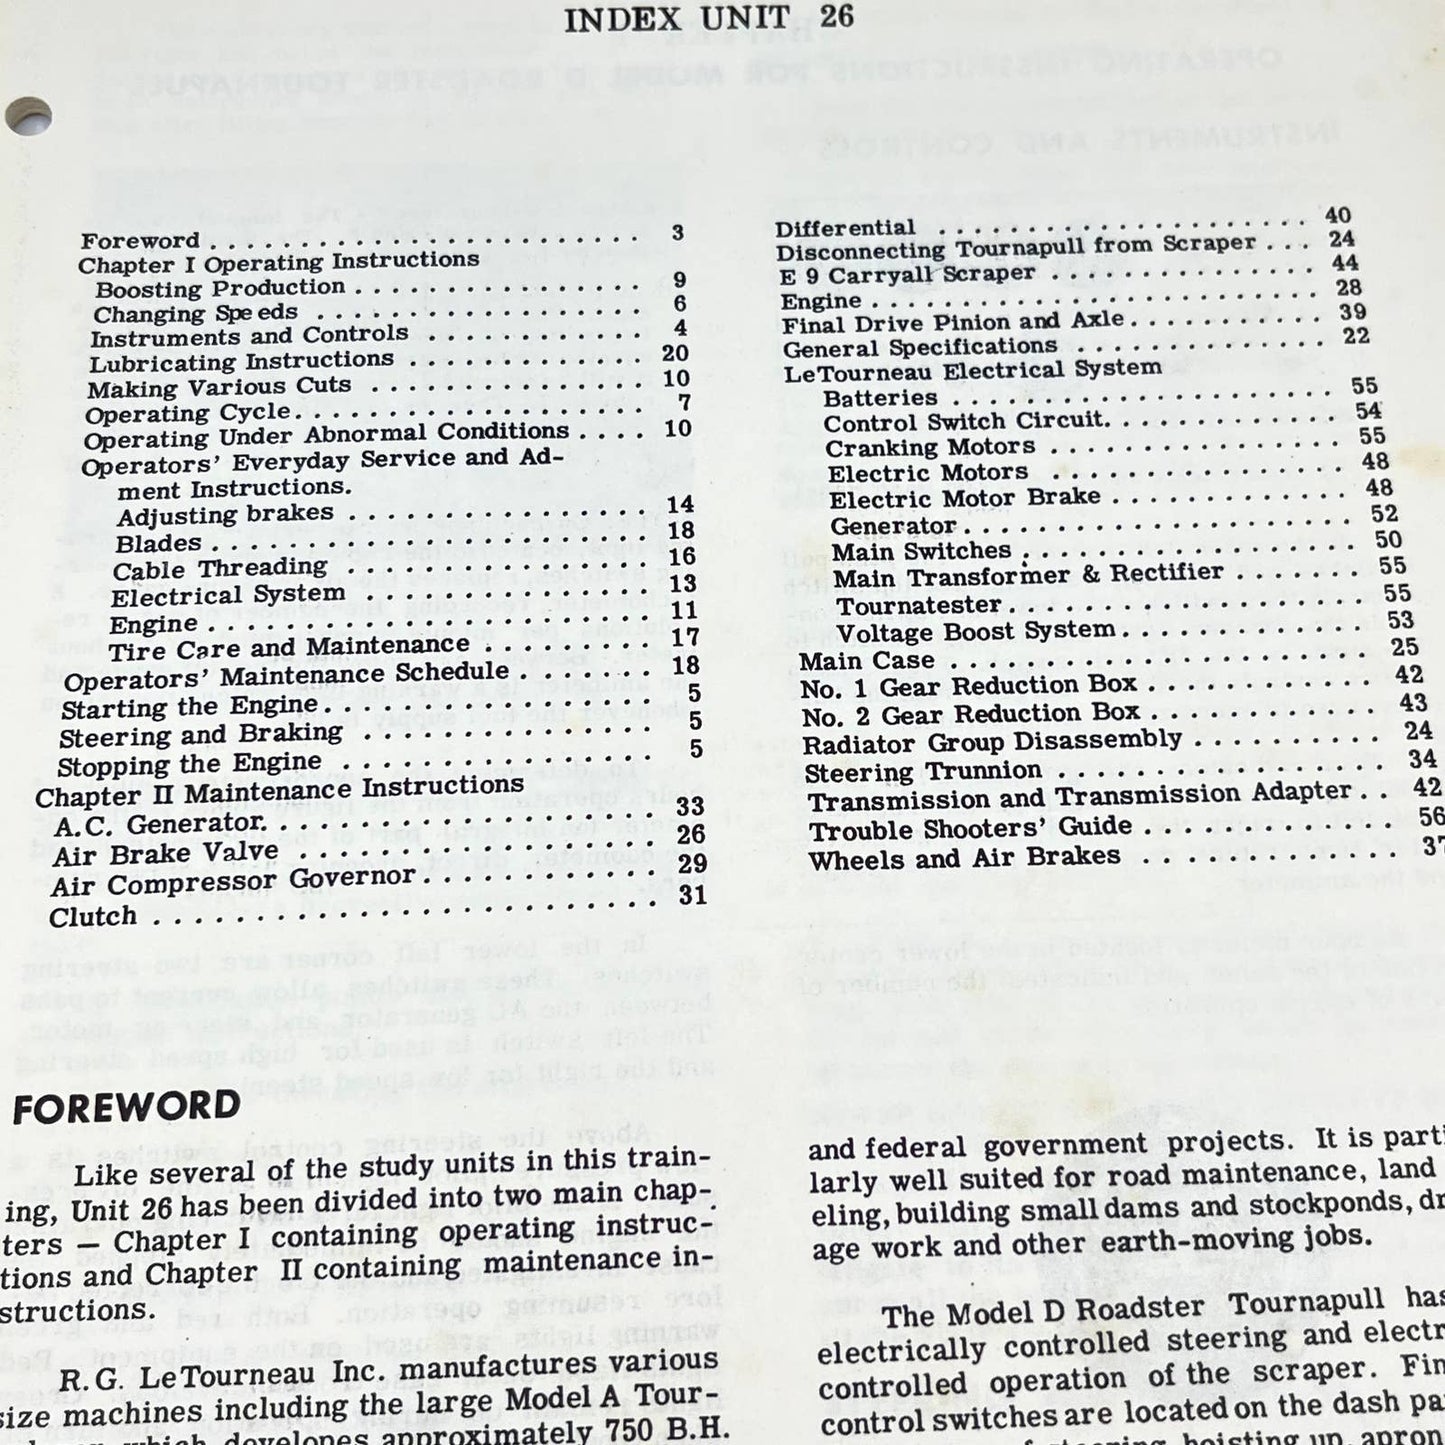 INDEX UNIT 26
Foreword . . . . . . . . . . . . . . . . . . . . . . . . 3
Chapter I Operating Instructions
Boosting Production . . . . . . . . . . . . . . . . 9
Changing Speeds . . . . . . . . . . . . . . . . . . 6
Instruments and Controls . . . . . . . . . . . . 4
Lubricating Instructions . . . . . . . . . . . . . 20
Making Various Cuts . . . . . . . . . . . . . . . 10
Operating Cycle. . . . . . . . . . . . . . . . . . . 7
Operating Under Abnormal Conditions . . . . 10
Operators' Everyday Service and Ad-
ment Instructions.
Adjusting brakes . . . . . . . . . . . . . . . . 14
Blades . . . . . . . . . . . . . . . . . . . . . . . 18
Cable Threading . . . . . . . . . . . . . . . . 16
Electrical System . . . . . . . . . . . . . . . 13
Engine . . . . . . . . . . . . . . . . . . . . . . . 11
Tire Care and Maintenance . . . . . . . . . 17
Operators' Maintenance Schedule . . . . . . . 18
Starting the Engine. . . . . . . . . . . . . . . . . . 5
Steering and Braking . . . . . . . . . . . . . . . . 5
Stopping the Engine . . . . . . . . . . . . . . . . . 5
Chapter II Maintenance Instructions
A.C. Generator. . . . . . . . . . . . . . . . . . . . . 33
Air Brake Valve . . . . . . . . . . . . . . . . . . . 26
Air Compressor Governor. . . . . . . . . . . . . 29
Clutch . . . . . . . . . . . . . . . . . . . . . . . . . . 31
Differential . . . . . . . . . . . . . . . . . . . . . 40
Disconnecting Tournapull from Scraper . . . 24
E 9 Carryall Scraper . . . . . . . . . . . . . . . 44
Engine . . . . . . . . . . . . . . . . . . . . . . . . . 28
Final Drive Pinion and Axle. . . . . . . . . . . 39
General Specifications . . . . . . . . . . . . . . 22
LeTourneau Electrical System
Batteries . . . . . . . . . . . . . . . . . . . . . . 55
Control Switch Circuit. . . . . . . . . . . . . 54
Cranking Motors . . . . . . . . . . . . . . . . 55
Electric Motors . . . . . . . . . . . . . . . . 48
Electric Motor Brake . . . . . . . . . . . . . 48
Generator. . . . . . . . . . . . . . . . . . . . . . 52
Main Switches . . . . . . . . . . . . . . . . . . 50
Main Transformer & Rectifier . . . . . . . 55
Tournatester . . . . . . . . . . . . . . . . . . . . 55
Voltage Boost System. . . . . . . . . . . . . . 53
Main Case . . . . . . . . . . . . . . . . . . . . . . . 25
No. 1 Gear Reduction Box . . . . . . . . . . . . 42
No. 2 Gear Reduction Box . . . . . . . . . . . . 43
Radiator Group Disassembly . . . . . . . . . . 24
Steering Trunnion . . . . . . . . . . . . . . . . . 34
Transmission and Transmission Adapter . . 42
Trouble Shooters' Guide . . . . . . . . . . . . . 56
Wheels and Air Brakes . . . . . . . . . . . . . . 37
FOREWORD
Like several of the study units in this train-
ing, Unit 26 has been divided into two main chap-
ters — Chapter I containing operating instruc-
tions and Chapter II containing maintenance in-
structions.
R.G. LeTourneau Inc. manufactures various
size machines including the large Model A Tour-
which developes approximately 750 B.H.
and federal government projects. It is parti
larly well suited for road maintenance, land
eling, building small dams and stockponds, dr
age work and other earth-moving jobs.
The Model D Roadster Tournapull has
electrically controlled steering and electr
controlled operation of the scraper. Fin
control switches are located on the dash pa
hoisting up, apron